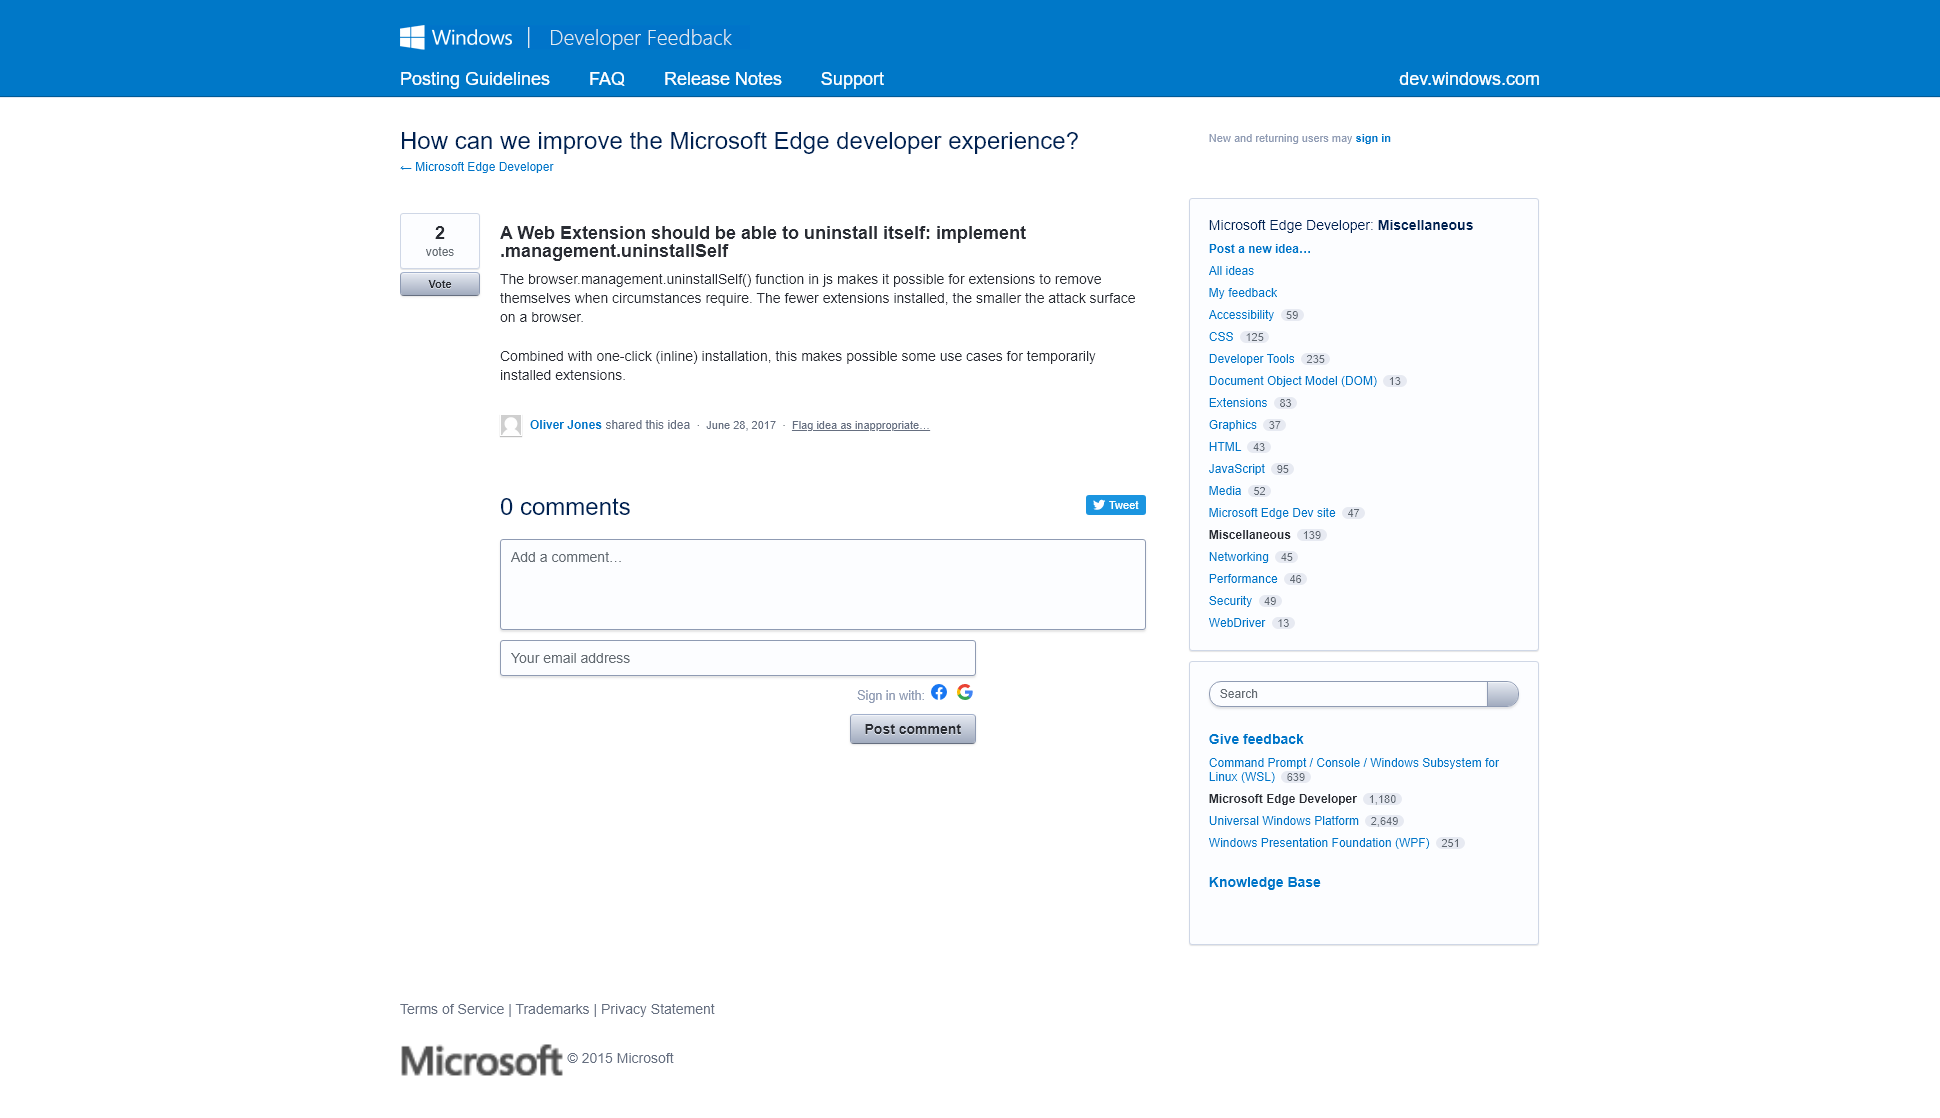 Windows | Developer Feedback
Posting Guidelines FAQ Release Notes Support dev.windows.com
How can we improve the Microsoft Edge developer experience?
← Microsoft Edge Developer
New and returning users may sign in
2
votes
Vote
A Web Extension should be able to uninstall itself: implement
.management.uninstallSelf
The browser.management.uninstallSelf() function in js makes it possible for extensions to remove
themselves when circumstances require. The fewer extensions installed, the smaller the attack surface
on a browser.
Combined with one-click (inline) installation, this makes possible some use cases for temporarily
installed extensions.
Oliver Jones shared this idea · June 28, 2017 · Flag idea as inappropriate…
0 comments
Tweet
Add a comment…
Your email address
Sign in with:
Post comment
Microsoft Edge Developer: Miscellaneous
Post a new idea…
All ideas
My feedback
Accessibility 59
CSS 125
Developer Tools 235
Document Object Model (DOM) 13
Extensions 83
Graphics 37
HTML 43
JavaScript 95
Media 52
Microsoft Edge Dev site 47
Miscellaneous 139
Networking 45
Performance 46
Security 49
WebDriver 13
Search
Give feedback
Command Prompt / Console / Windows Subsystem for
Linux (WSL) 639
Microsoft Edge Developer 1,180
Universal Windows Platform 2,649
Windows Presentation Foundation (WPF) 251
Knowledge Base
Terms of Service | Trademarks | Privacy Statement
Microsoft © 2015 Microsoft